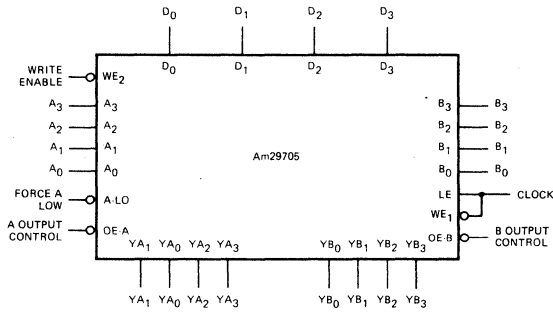 D0 D1 D2 D3
D0 D1 D2 D3
WRITE ENABLE WE2
A3 A3 B3 B3
A2 A2 B2 B2
A1 A1 B1 B1
Am29705
A0 A0 B0 B0
FORCE A LOW A-LO LE CLOCK
WE1
A OUTPUT CONTROL OE-A OE-B B OUTPUT CONTROL
YA1 YA0 YA2 YA3 YB0 YB1 YB2 YB3
YA1 YA0 YA2 YA3 YB0 YB1 YB2 YB3